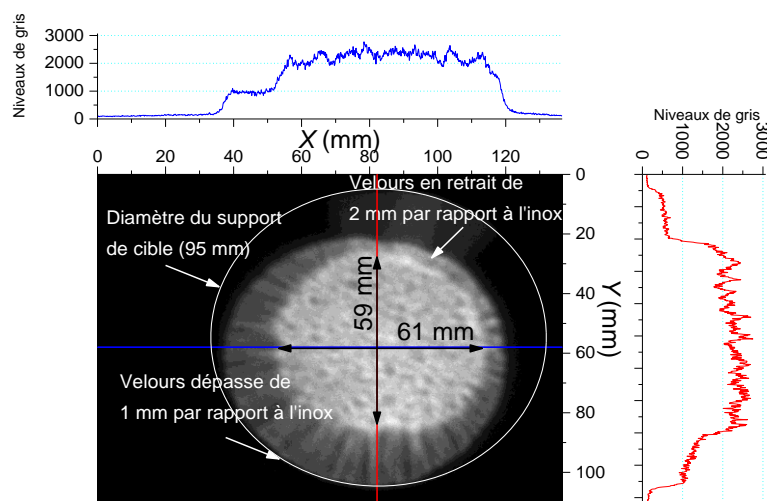 Niveaux de gris
3000
2000
1000
0
0 20 40 60 80 100 120
X (mm)
Niveaux de gris
0 1000 2000 3000
0
20
40
60
80
100
Y (mm)
Velours en retrait de
2 mm par rapport à l'inox
Diamètre du support
de cible (95 mm)
59 mm
61 mm
Velours dépasse de
1 mm par rapport à l'inox